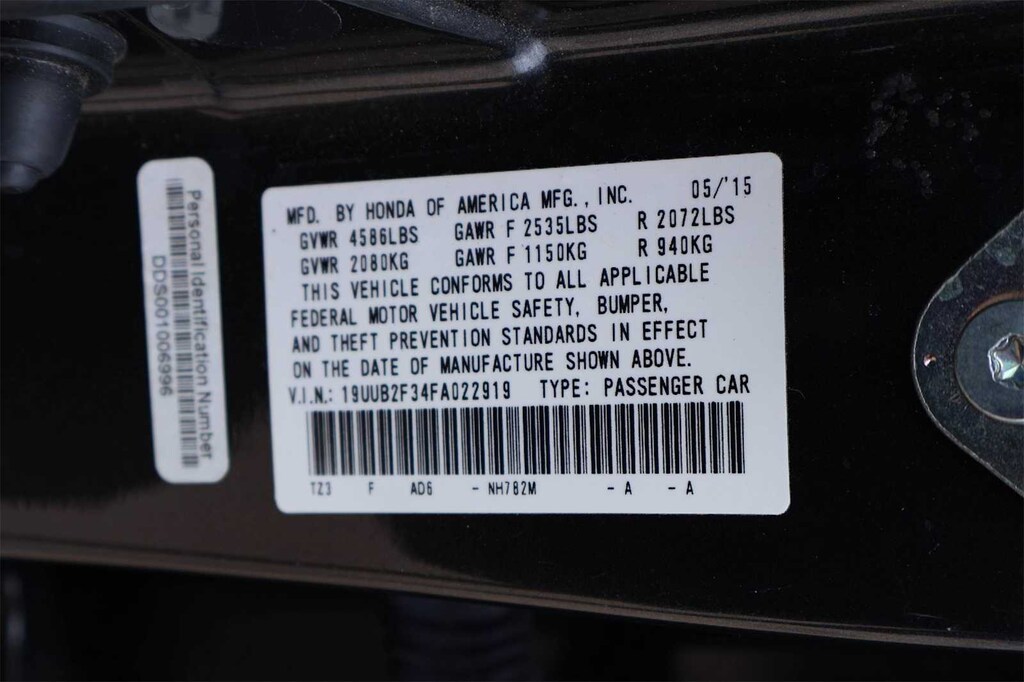 Personal Identification Number
DDS001006996
MFD. BY HONDA OF AMERICA MFG., INC. 05/'15
GVWR 4586LBS GAWR F 2535LBS R 2072LBS
GVWR 2080KG GAWR F 1150KG R 940KG
THIS VEHICLE CONFORMS TO ALL APPLICABLE
FEDERAL MOTOR VEHICLE SAFETY, BUMPER,
AND THEFT PREVENTION STANDARDS IN EFFECT
ON THE DATE OF MANUFACTURE SHOWN ABOVE.
V.I.N.: 19UUB2F34FA022919 TYPE: PASSENGER CAR
TZ3 F AD6 - NH782M - A - A